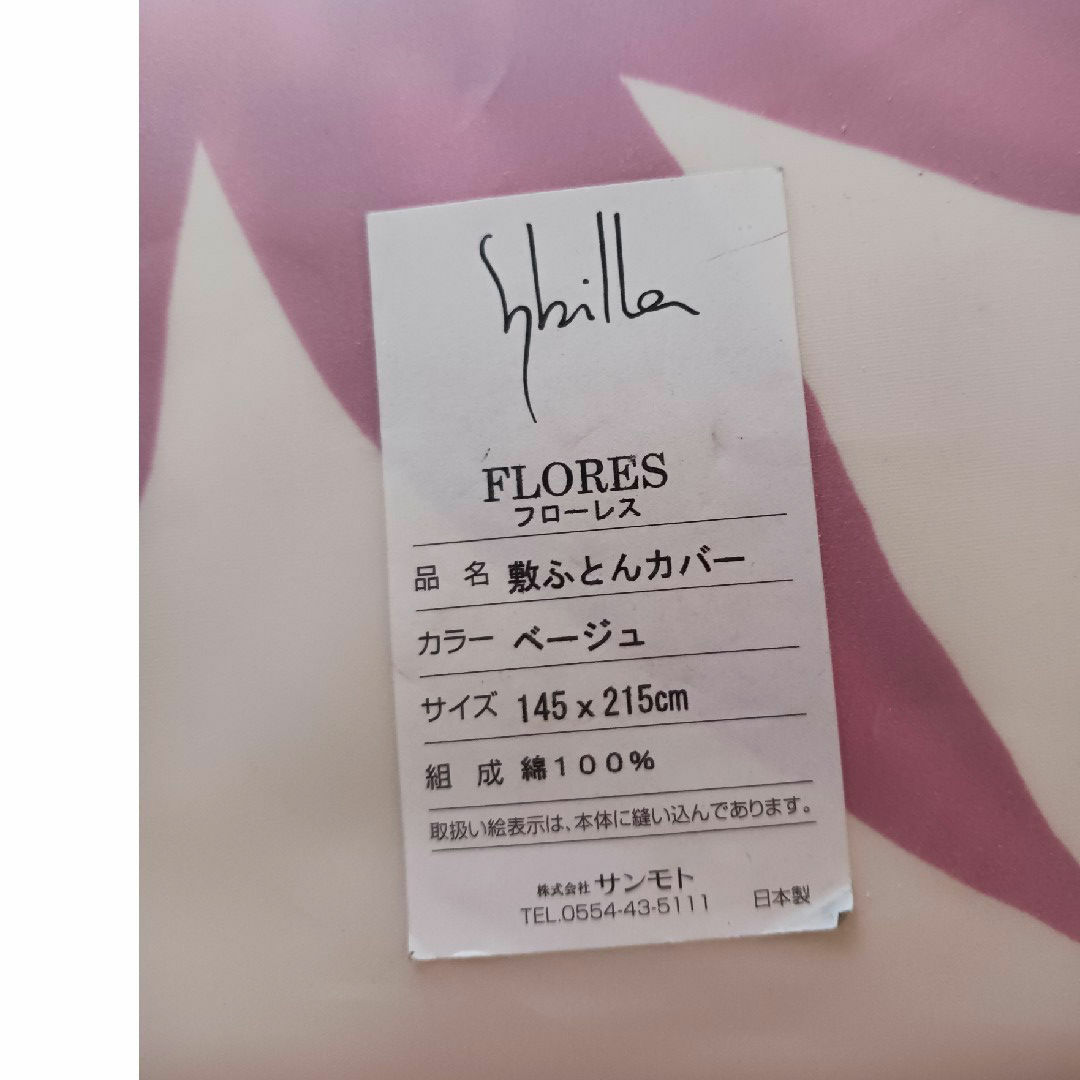 Sybilla
FLORES
フローレス
品 名 敷ふとんカバー
カラー ベージュ
サイズ 145 x 215cm
組 成 綿100%
取扱い絵表示は、本体に縫い込んであります。
株式会社 サンモト
TEL.0554-43-5111 日本製